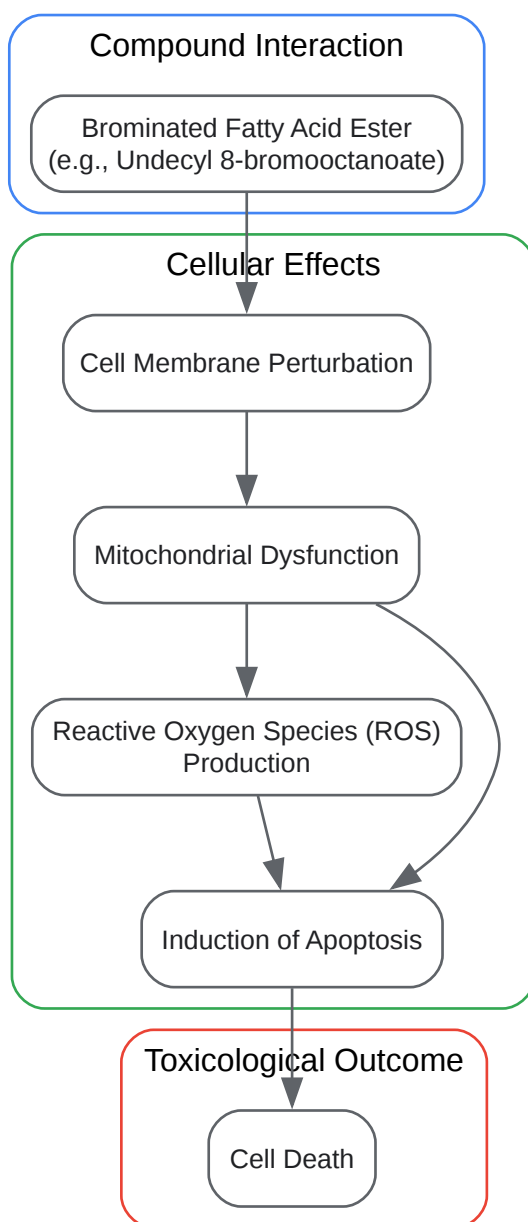 Compound Interaction
Brominated Fatty Acid Ester
(e.g., Undecyl 8-bromooctanoate)
Cellular Effects
Cell Membrane Perturbation
Mitochondrial Dysfunction
Reactive Oxygen Species (ROS)
Production
Induction of Apoptosis
Toxicological Outcome
Cell Death